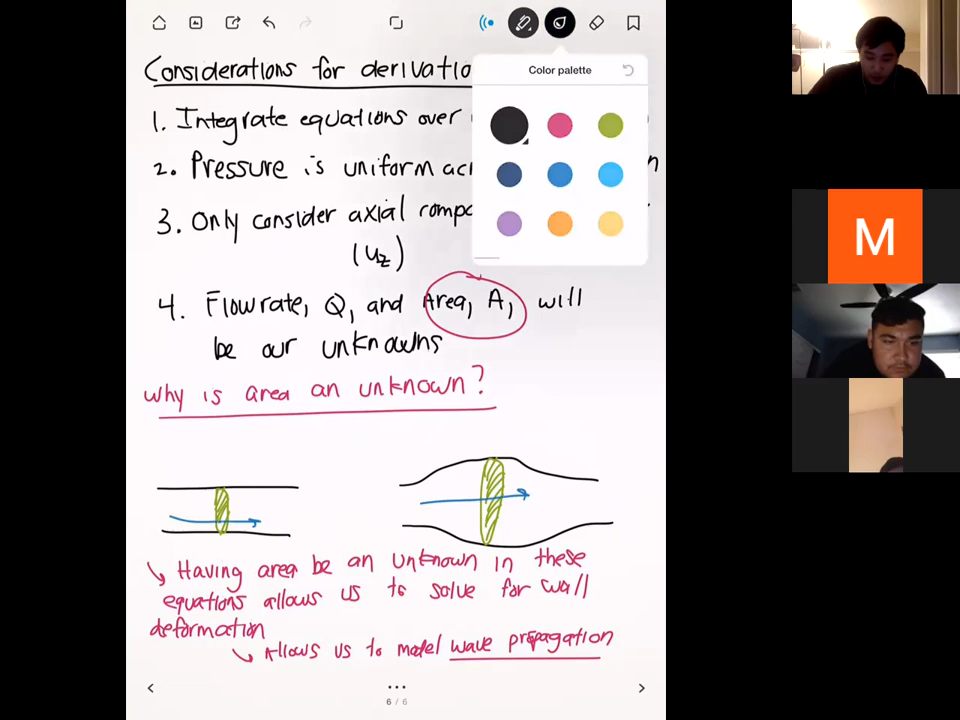 Considerations for derivatio
Color palette
1. Integrate equations over
2. Pressure is uniform acr n
3. Only consider axial compo
(uz)
4. Flowrate, Q, and Area, A, will
be our unknowns
Why is area an unknown?
↳ Having area be an unknown in these
equations allows us to solve for wall
deformation
↳ Allows us to model wave propagation
6 / 6
M